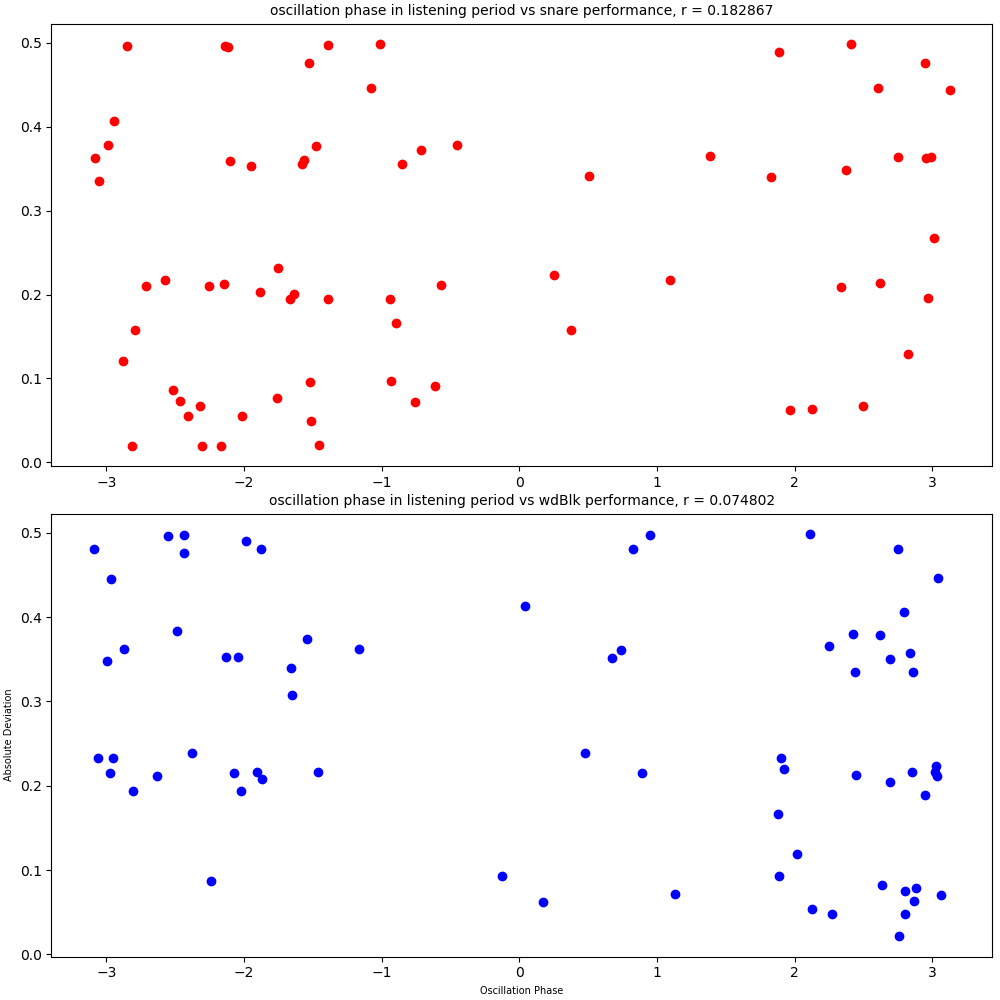 oscillation phase in listening period vs snare performance, r = 0.182867
0.5
0.4
0.3
0.2
0.1
0.0
−3 −2 −1 0 1 2 3
oscillation phase in listening period vs wdBlk performance, r = 0.074802
Absolute Deviation
0.5
0.4
0.3
0.2
0.1
0.0
−3 −2 −1 0 1 2 3
Oscillation Phase